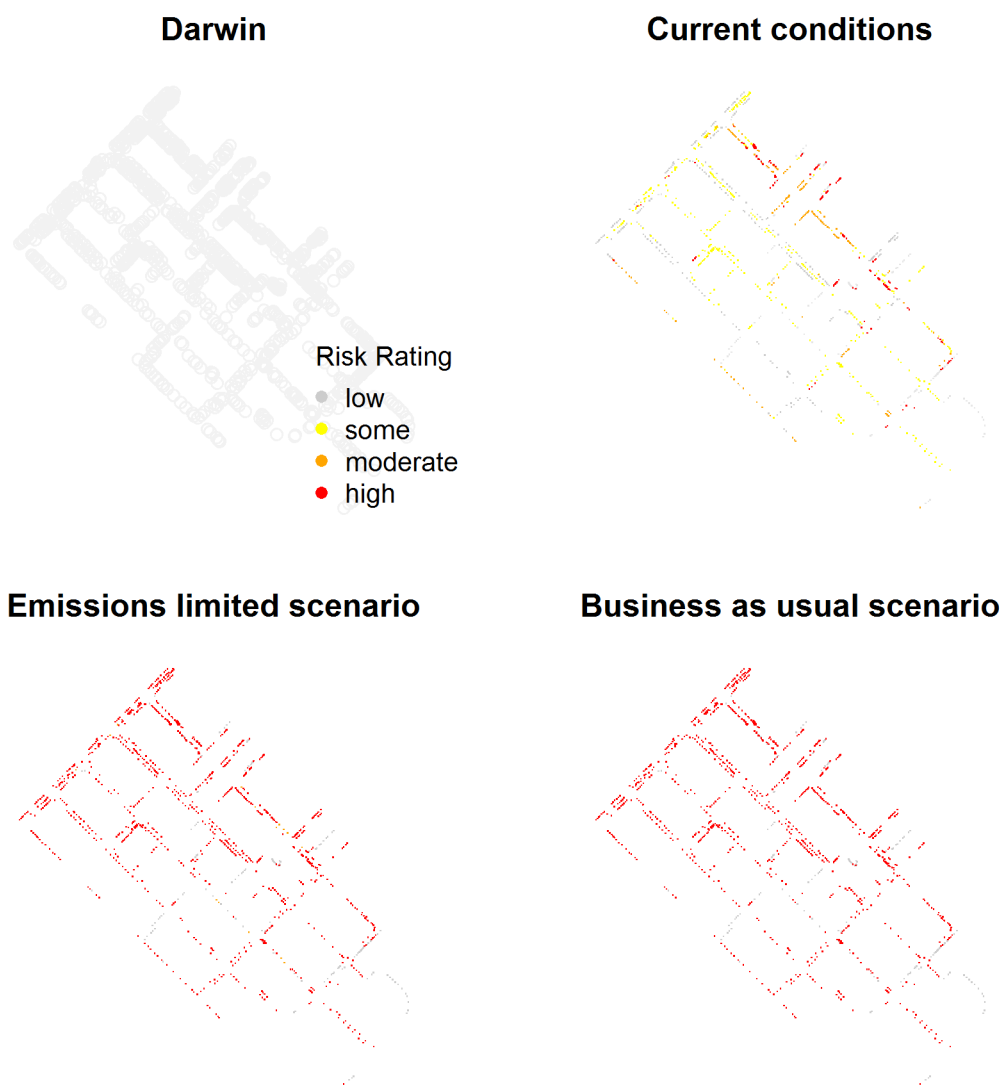 Darwin
Current conditions
Risk Rating
low
some
moderate
high
Emissions limited scenario
Business as usual scenario